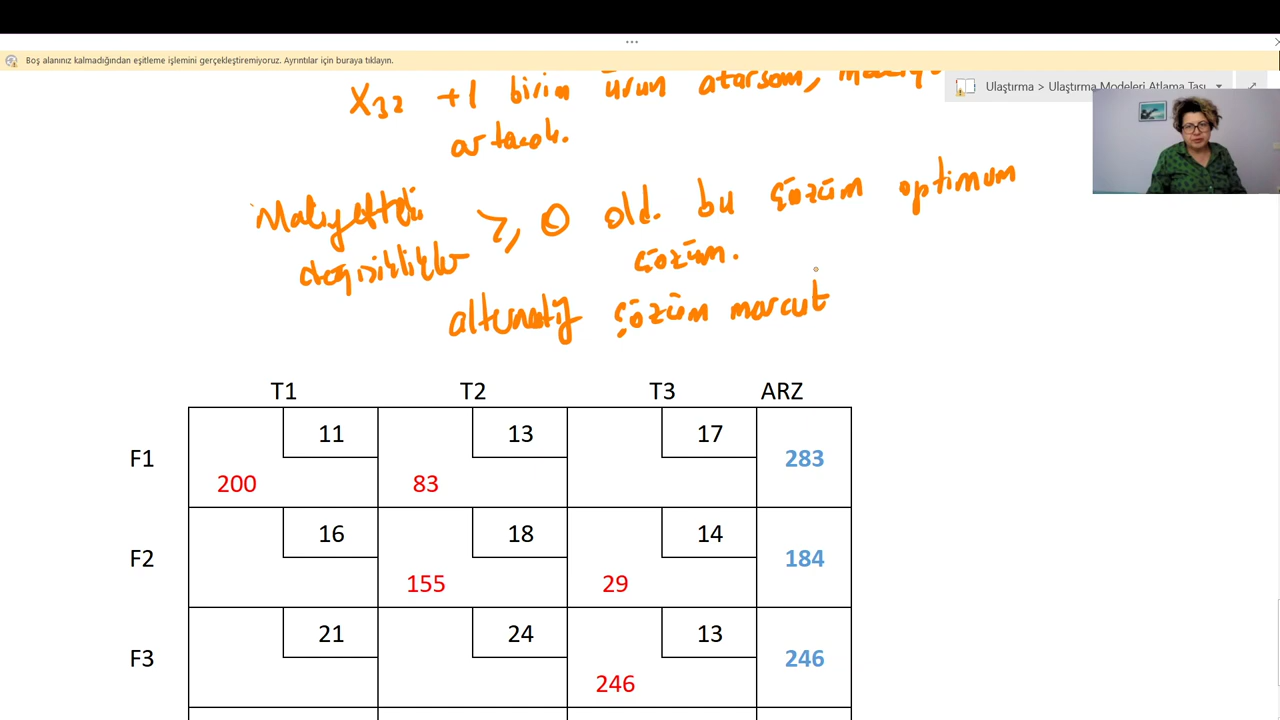 Boş alanınız kalmadığından eşitleme işlemini gerçekleştiremiyoruz. Ayrıntılar için buraya tıklayın.
Ulaştırma > Ulaştırma Modeleri Atlama Taşı
X32 +1 birim ürün atarsam,
artacak.
Maliyetteki ≥ 0 old. bu çözüm optimum
değişiklikler çözüm.
alternatif çözüm mevcut
T1 T2 T3 ARZ
11 13 17
F1 283
200 83
16 18 14
F2 184
155 29
21 24 13
F3 246
246